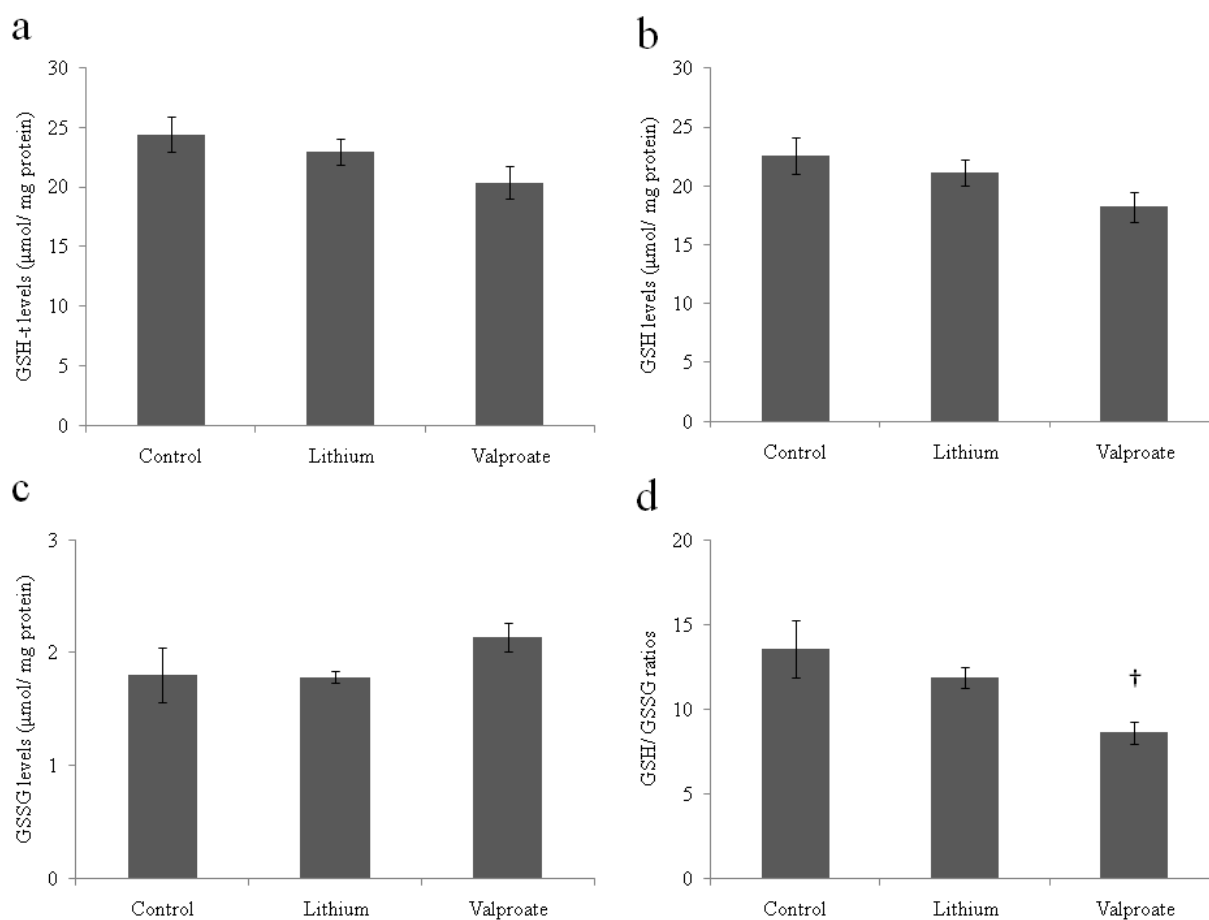 a
GSH-t levels (µmol/ mg protein)
30
25
20
15
10
5
0
Control Lithium Valproate
b
GSH levels (µmol/ mg protein)
30
25
20
15
10
5
0
Control Lithium Valproate
c
GSSG levels (µmol/ mg protein)
3
2
1
0
Control Lithium Valproate
d
GSH/ GSSG ratios
20
15
10
5
0
†
Control Lithium Valproate